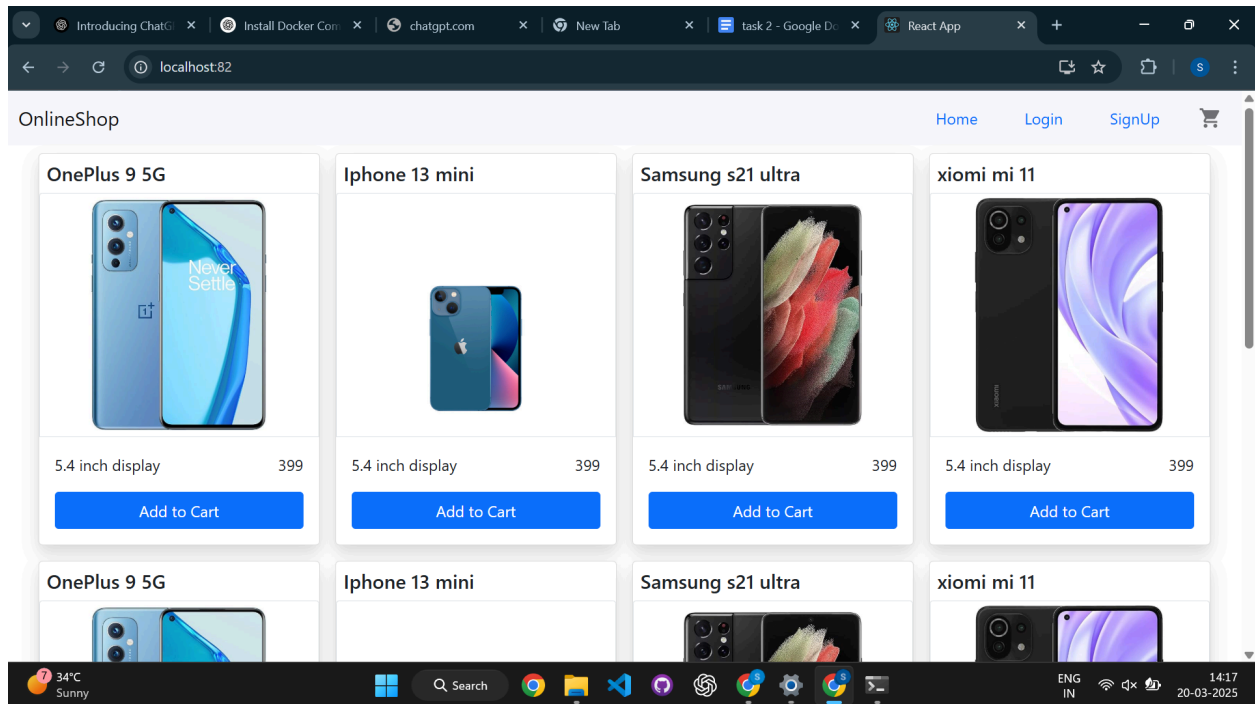 Introducing ChatG
Install Docker Com
chatgpt.com
New Tab
task 2 - Google Do
React App
localhost:82
S
OnlineShop
Home
Login
SignUp
OnePlus 9 5G
Iphone 13 mini
Samsung s21 ultra
xiomi mi 11
Never
Settle
SAMSUNG
xiaomi
5.4 inch display 399
5.4 inch display 399
5.4 inch display 399
5.4 inch display 399
Add to Cart
Add to Cart
Add to Cart
Add to Cart
OnePlus 9 5G
Iphone 13 mini
Samsung s21 ultra
xiomi mi 11
7
34°C
Sunny
Search
S
S
ENG
IN
14:17
20-03-2025